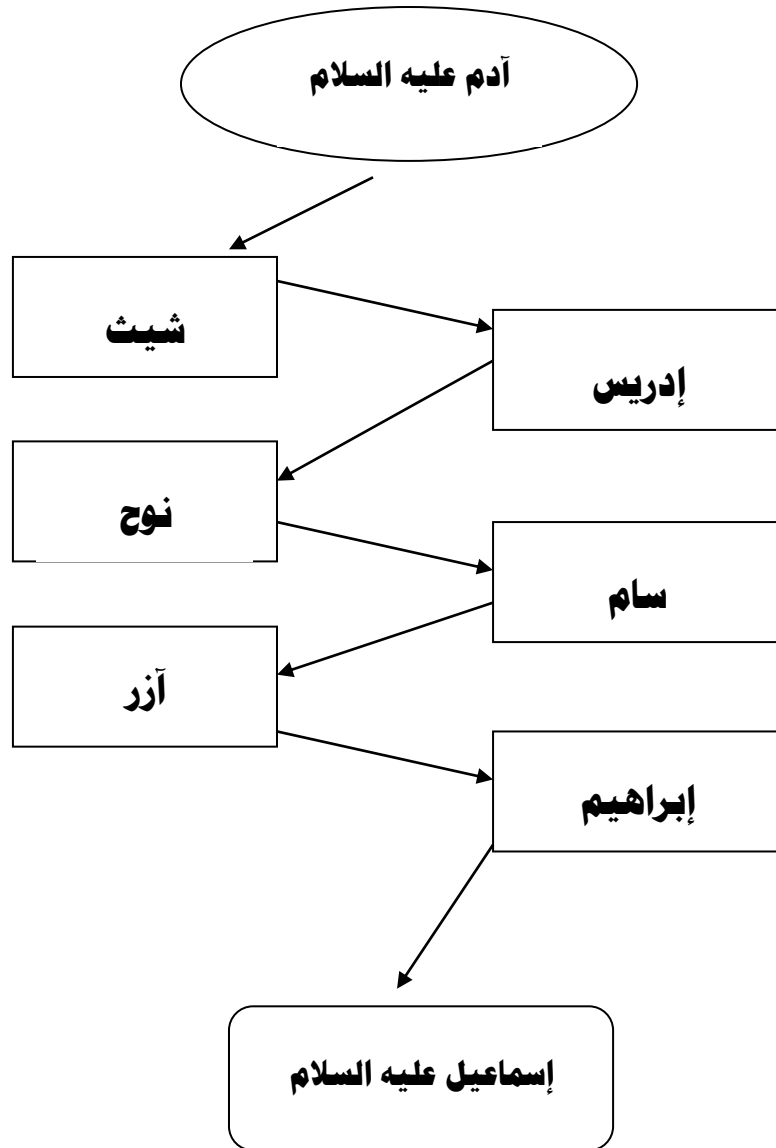 آدم عليه السلام
شيث
إدريس
نوح
سام
آزر
إبراهيم
إسماعيل عليه السلام